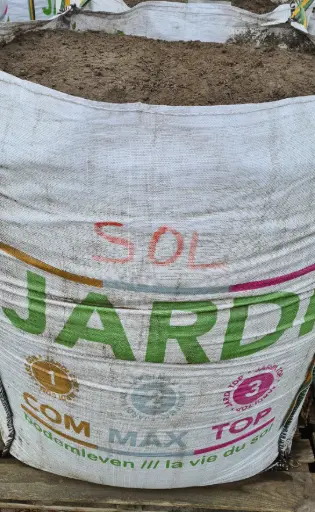 SOL
JARDI
1 2 3
COM MAX TOP
bodemleven /// la vie du sol